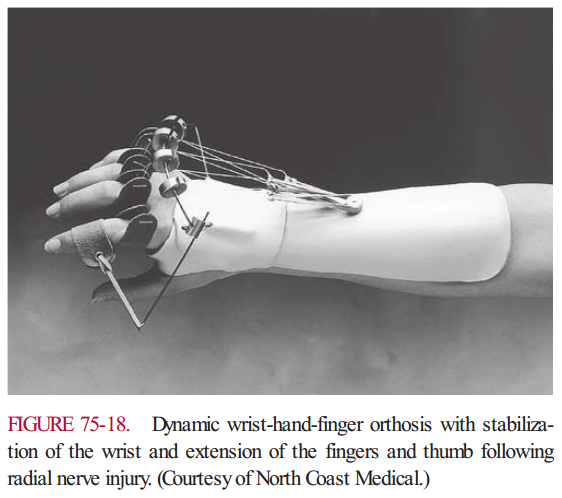 FIGURE 75-18. Dynamic wrist-hand-finger orthosis with stabiliza-
tion of the wrist and extension of the fingers and thumb following
radial nerve injury. (Courtesy of North Coast Medical.)